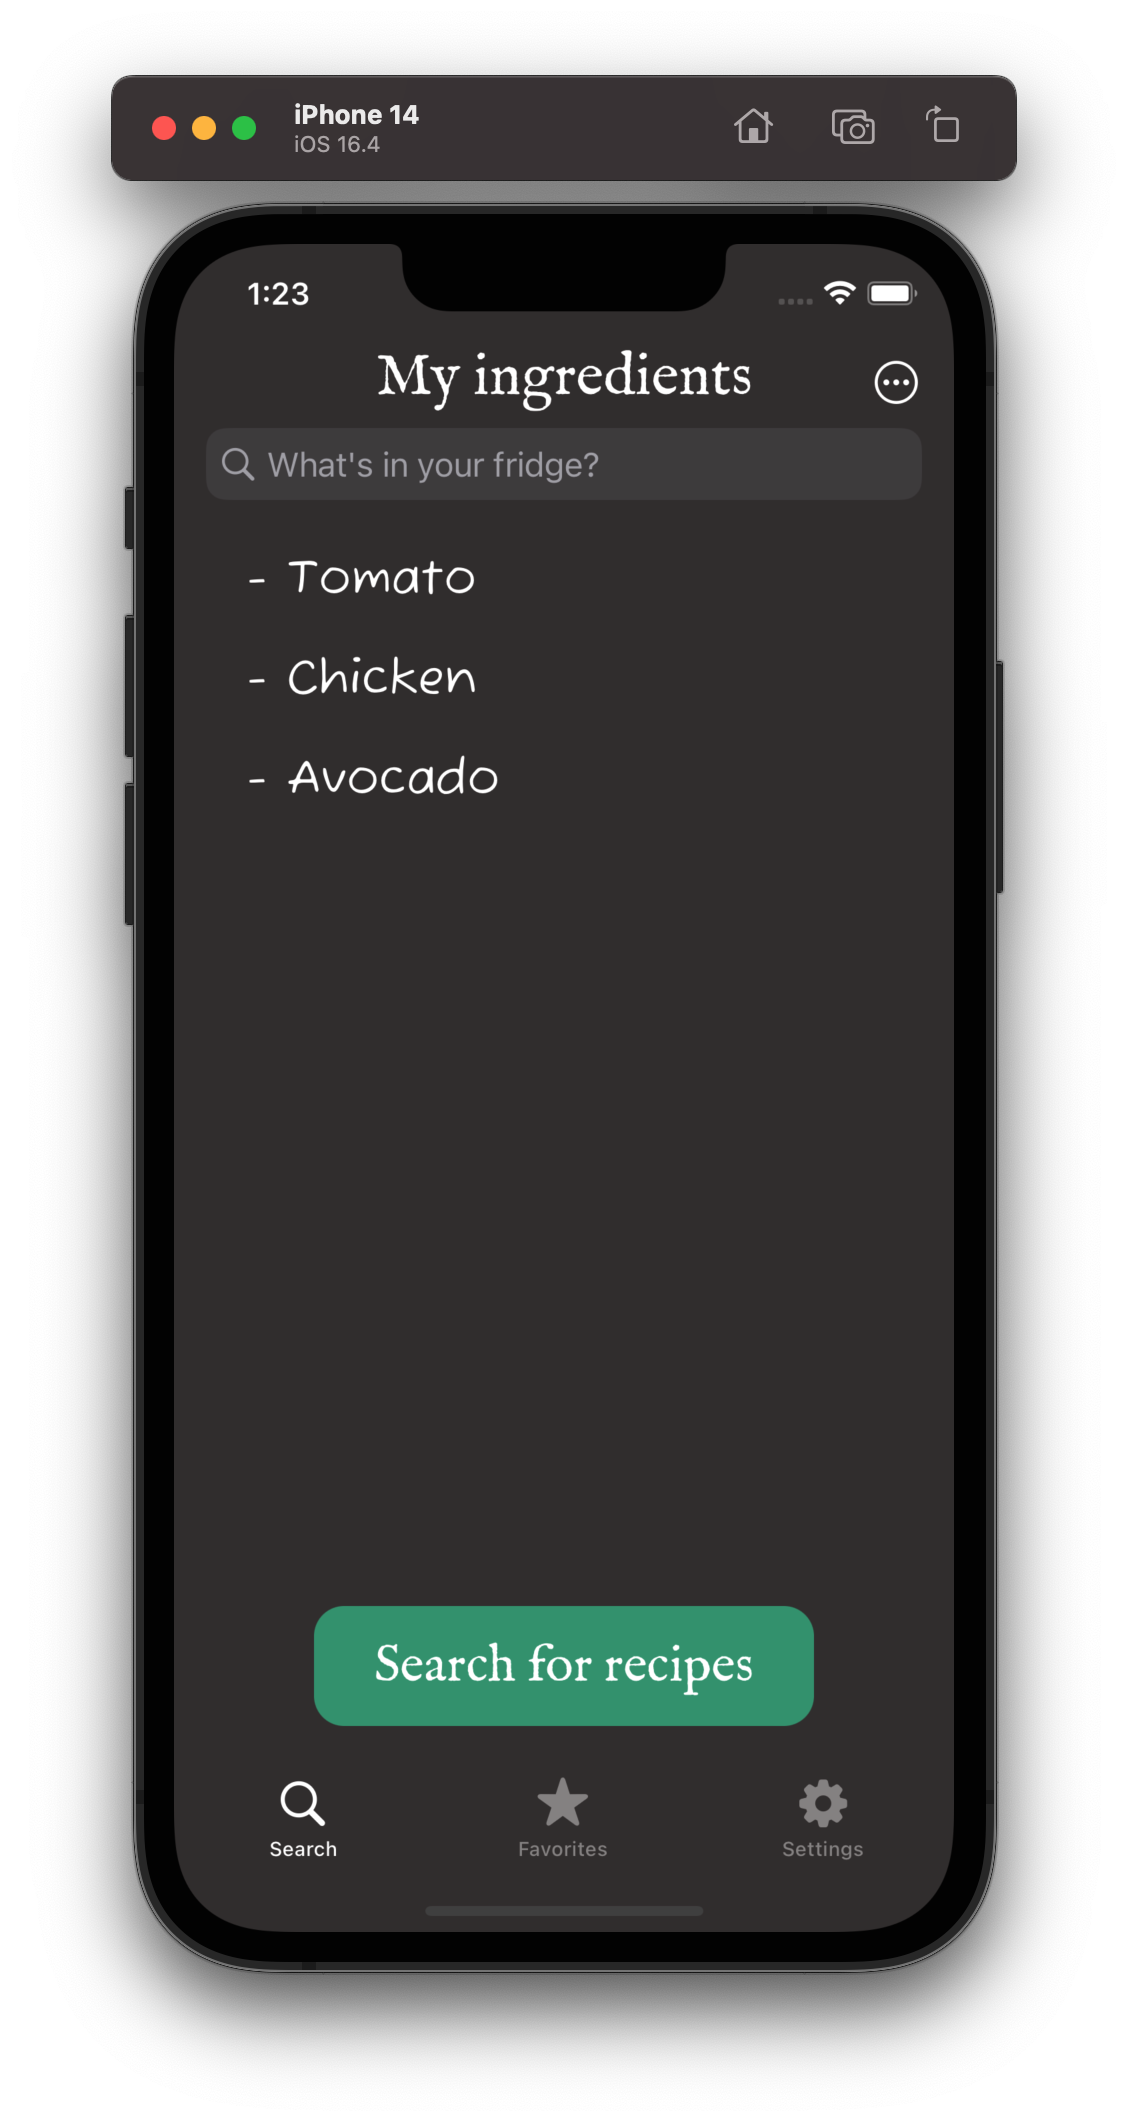 iPhone 14
iOS 16.4
1:23
My ingredients
What's in your fridge?
- Tomato
- Chicken
- Avocado
Search for recipes
Search Favorites Settings